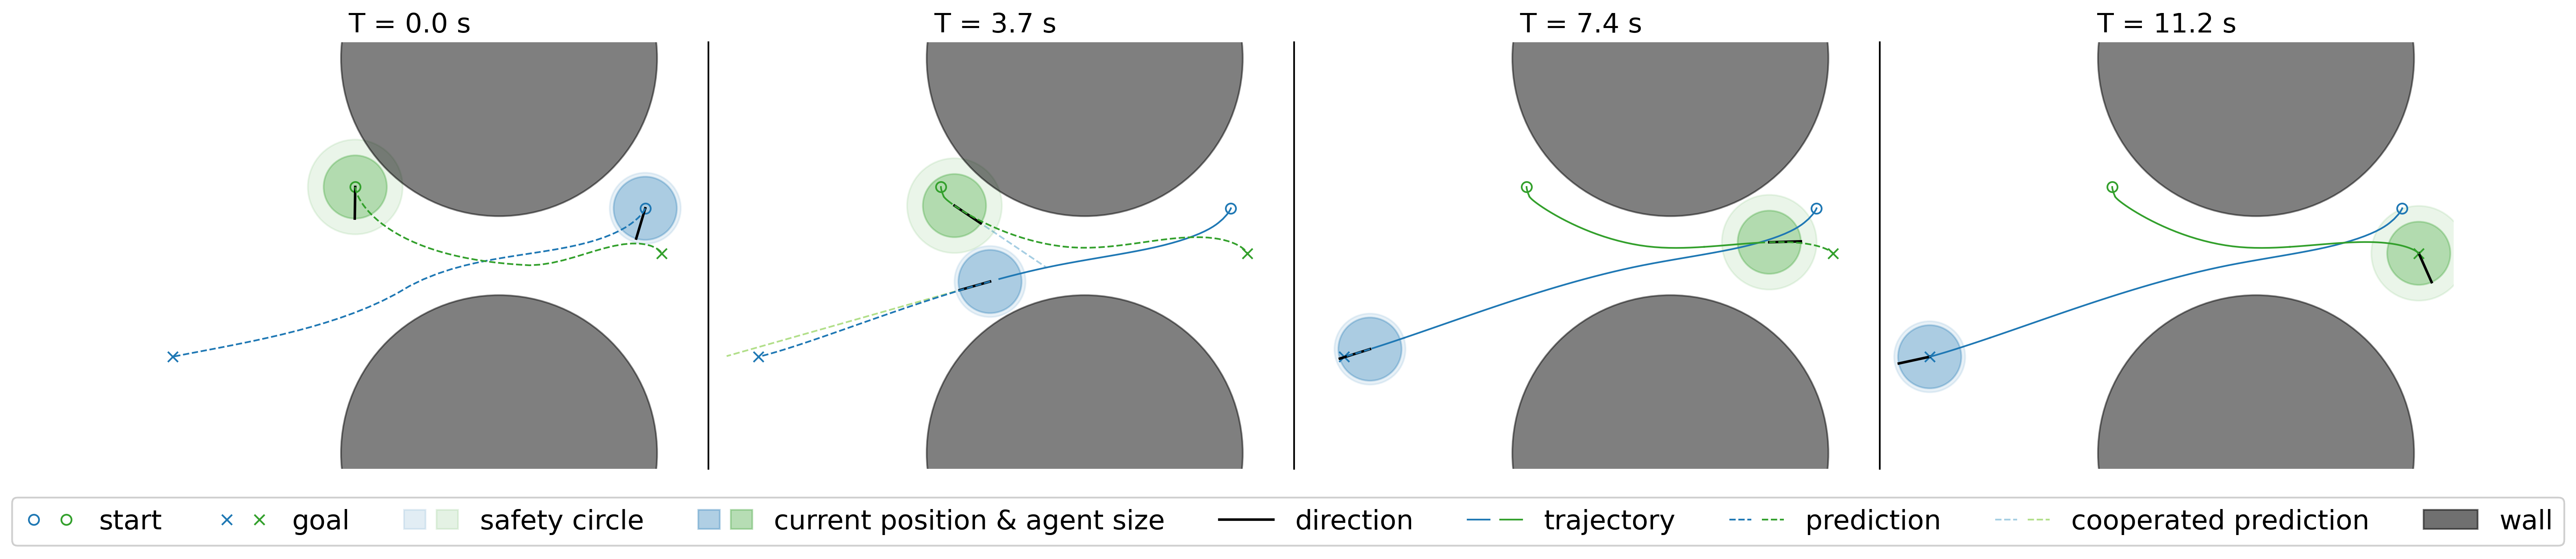 T = 0.0 s
T = 3.7 s
T = 7.4 s
T = 11.2 s
start goal safety circle current position & agent size direction trajectory prediction cooperated prediction wall